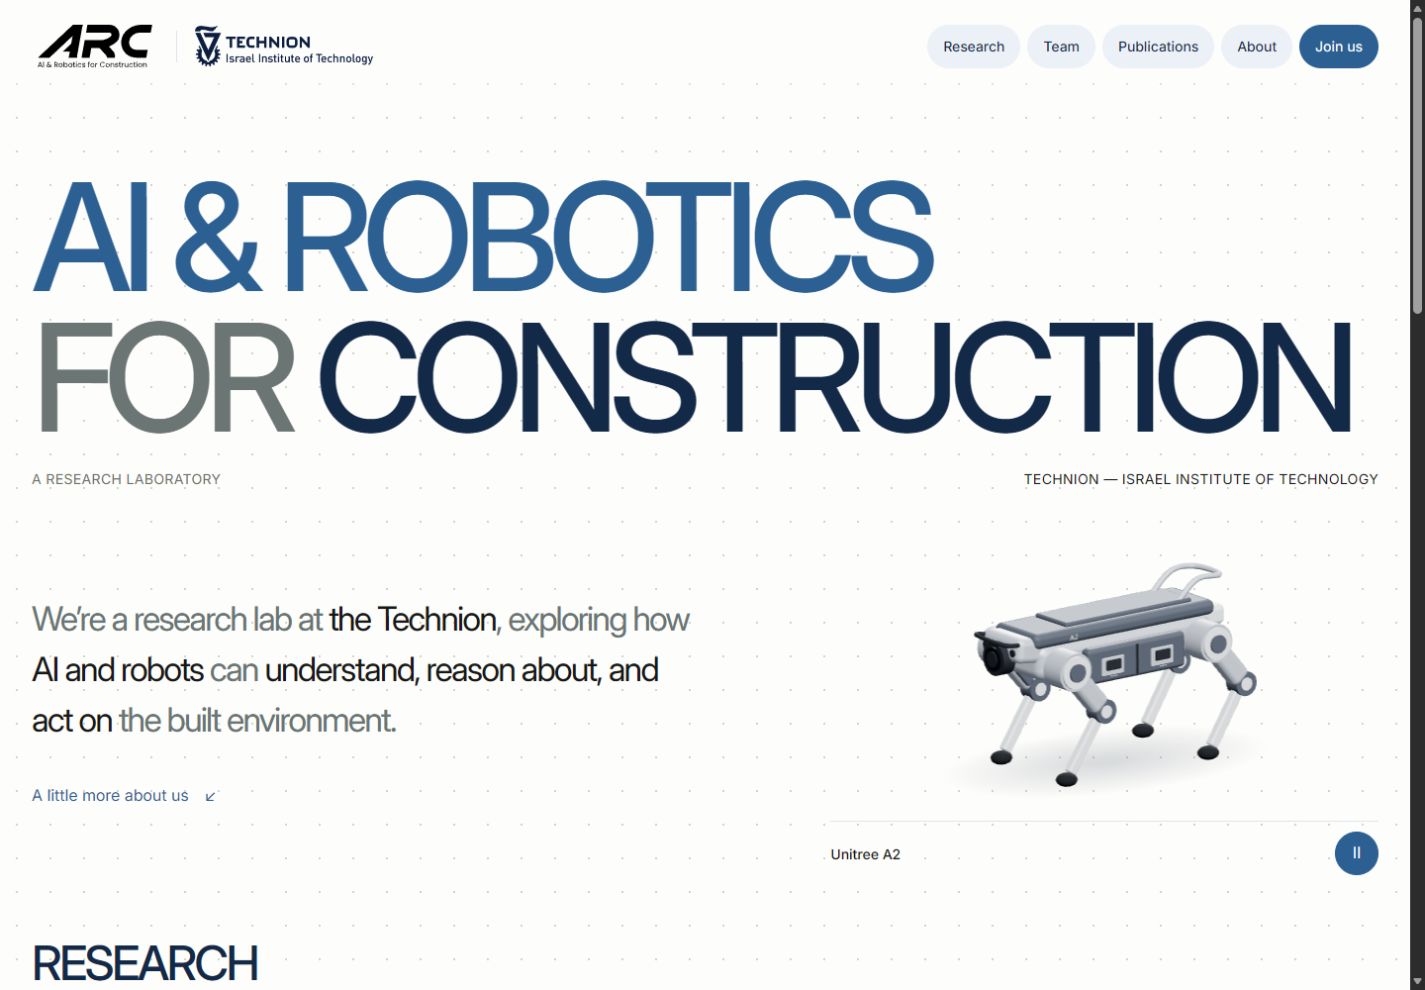 ARC
AI & Robotics for Construction
TECHNION
Israel Institute of Technology
Research
Team
Publications
About
Join us
AI & ROBOTICS
FOR CONSTRUCTION
A RESEARCH LABORATORY
TECHNION — ISRAEL INSTITUTE OF TECHNOLOGY
We’re a research lab at the Technion, exploring how
AI and robots can understand, reason about, and
act on the built environment.
A little more about us ↙
A2
Unitree A2
RESEARCH